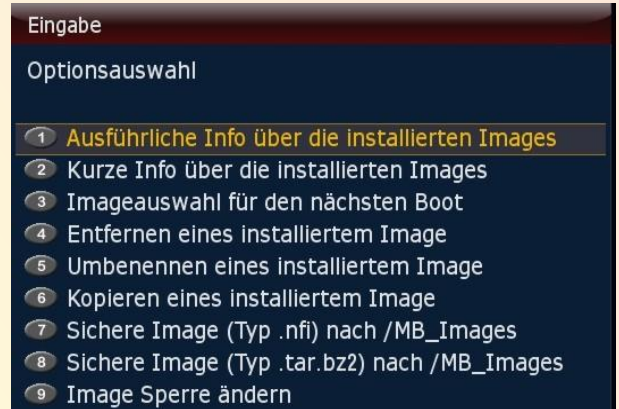 Eingabe
Optionsauswahl
1 Ausführliche Info über die installierten Images
2 Kurze Info über die installierten Images
3 Imageauswahl für den nächsten Boot
4 Entfernen eines installiertem Image
5 Umbenennen eines installiertem Image
6 Kopieren eines installiertem Image
7 Sichere Image (Typ .nfi) nach /MB_Images
8 Sichere Image (Typ .tar.bz2) nach /MB_Images
9 Image Sperre ändern